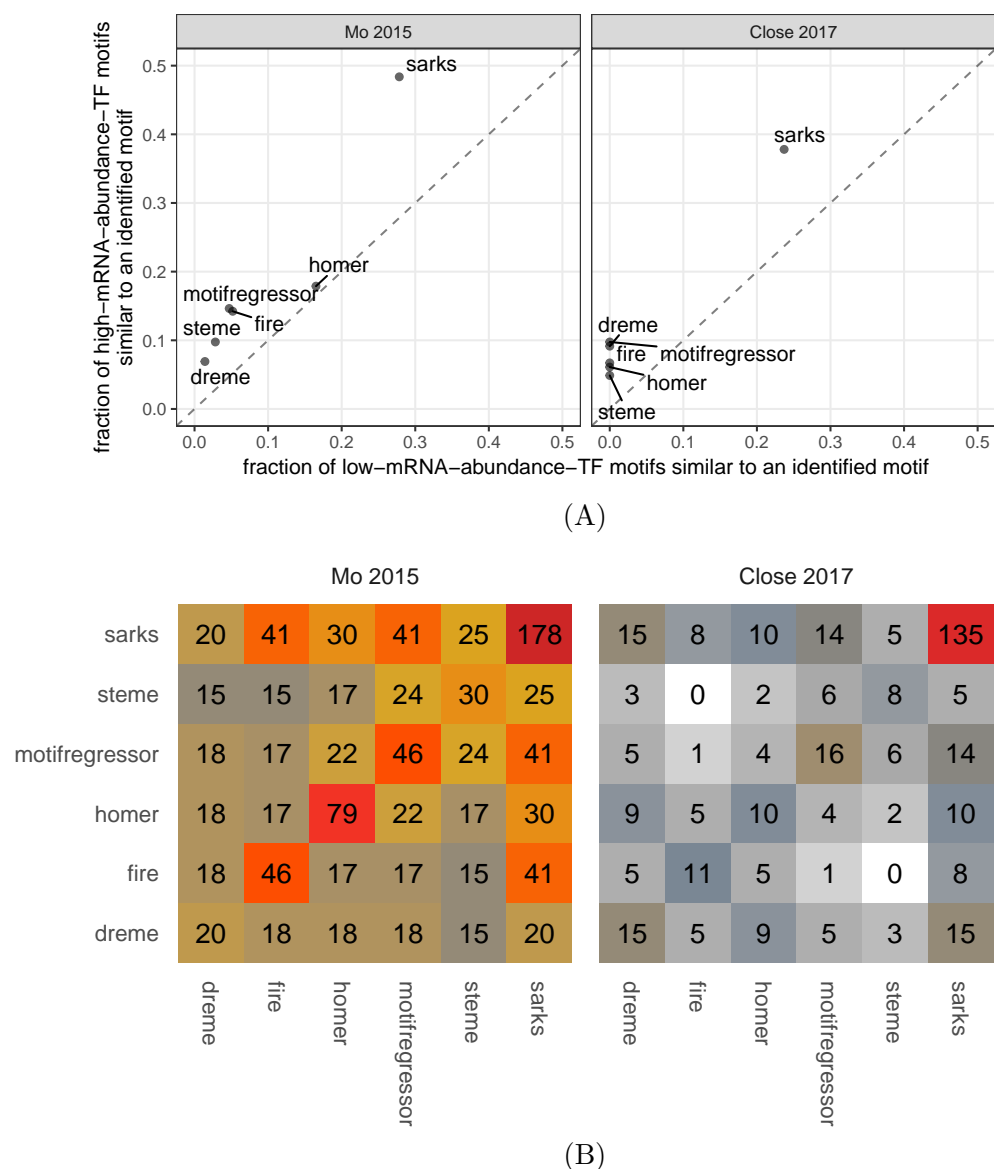 Mo 2015 Close 2017
fraction of high−mRNA−abundance−TF motifs
similar to an identified motif
0.5
0.4
0.3
0.2
0.1
0.0
sarks
homer
motifregressor
fire
steme
dreme
sarks
dreme
fire motifregressor
homer
steme
0.0 0.1 0.2 0.3 0.4 0.5 0.0 0.1 0.2 0.3 0.4 0.5
fraction of low−mRNA−abundance−TF motifs similar to an identified motif
(A)
Mo 2015 Close 2017
sarks 20 41 30 41 25 178 15 8 10 14 5 135
steme 15 15 17 24 30 25 3 0 2 6 8 5
motifregressor 18 17 22 46 24 41 5 1 4 16 6 14
homer 18 17 79 22 17 30 9 5 10 4 2 10
fire 18 46 17 17 15 41 5 11 5 1 0 8
dreme 20 18 18 18 15 20 15 5 9 5 3 15
dreme fire homer motifregressor steme sarks dreme fire homer motifregressor steme sarks
(B)